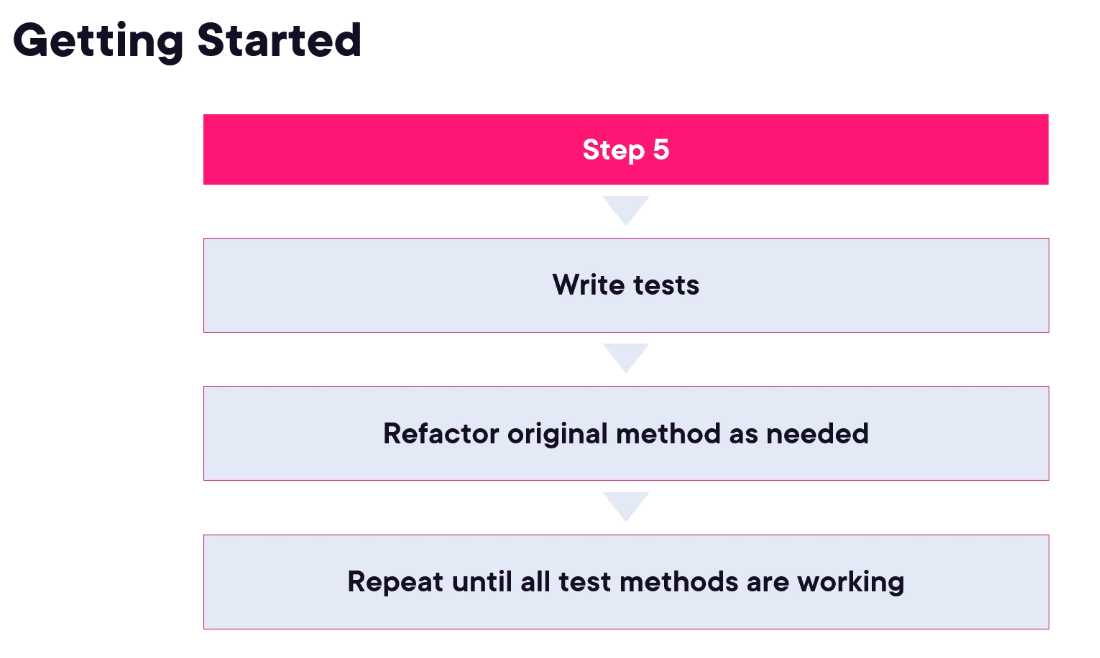 Getting Started
Step 5
Write tests
Refactor original method as needed
Repeat until all test methods are working